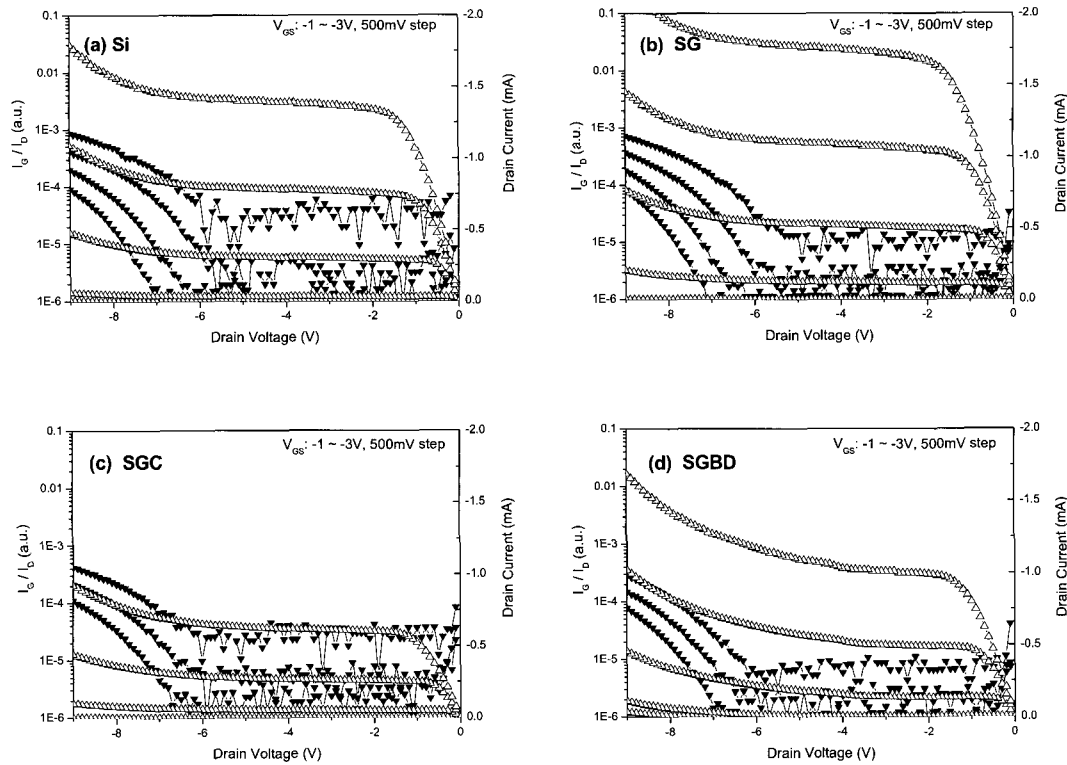 V_GS: -1 ~ -3V, 500mV step
(a) Si
0.1
0.01
1E-3
1E-4
1E-5
1E-6
I_G / I_D (a.u.)
-8
-6
-4
-2
0
Drain Voltage (V)
-2.0
-1.5
-1.0
-0.5
0.0
Drain Current (mA)
V_GS: -1 ~ -3V, 500mV step
(b) SG
0.1
0.01
1E-3
1E-4
1E-5
1E-6
I_G / I_D (a.u.)
-8
-6
-4
-2
0
Drain Voltage (V)
-2.0
-1.5
-1.0
-0.5
0.0
Drain Current (mA)
V_GS: -1 ~ -3V, 500mV step
(c) SGC
0.1
0.01
1E-3
1E-4
1E-5
1E-6
I_G / I_D (a.u.)
-8
-6
-4
-2
0
Drain Voltage (V)
-2.0
-1.5
-1.0
-0.5
0.0
Drain Current (mA)
V_GS: -1 ~ -3V, 500mV step
(d) SGBD
0.1
0.01
1E-3
1E-4
1E-5
1E-6
I_G / I_D (a.u.)
-8
-6
-4
-2
0
Drain Voltage (V)
-2.0
-1.5
-1.0
-0.5
0.0
Drain Current (mA)